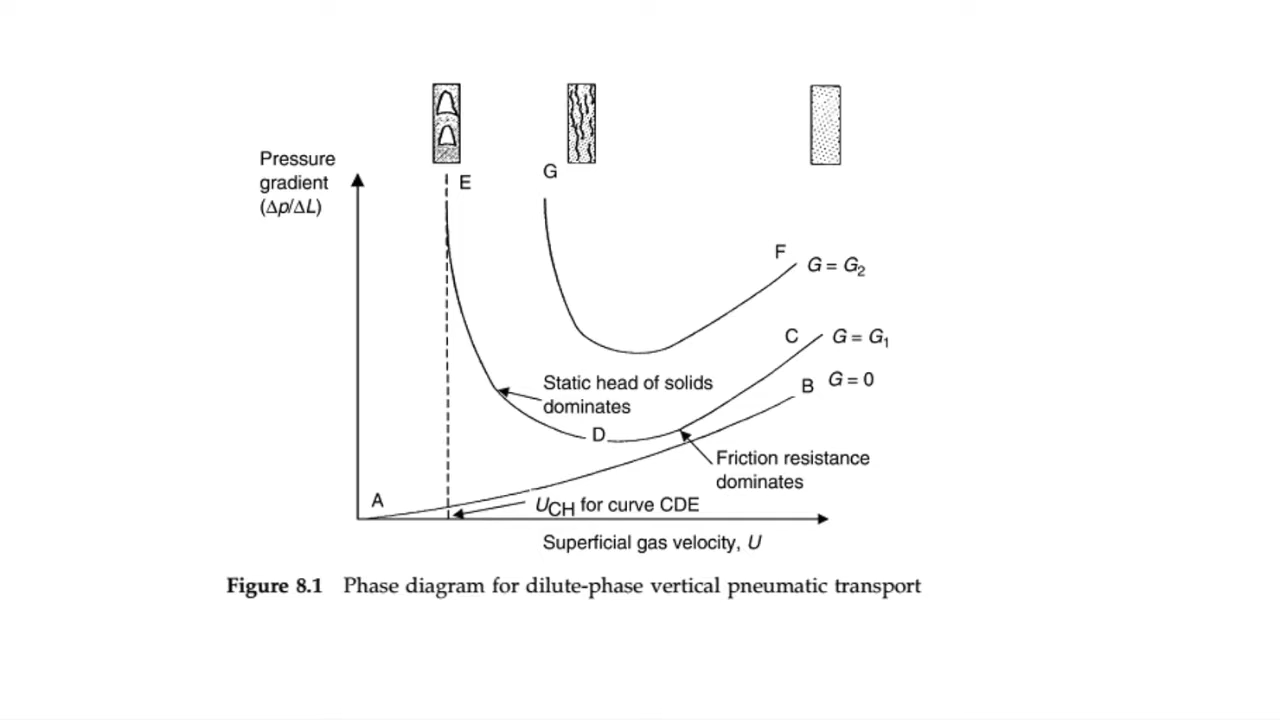 Pressure
gradient
(Δp/ΔL)
E
G
F
G = G2
C
G = G1
B
G = 0
Static head of solids
dominates
D
Friction resistance
dominates
A
UCH for curve CDE
Superficial gas velocity, U
Figure 8.1 Phase diagram for dilute-phase vertical pneumatic transport